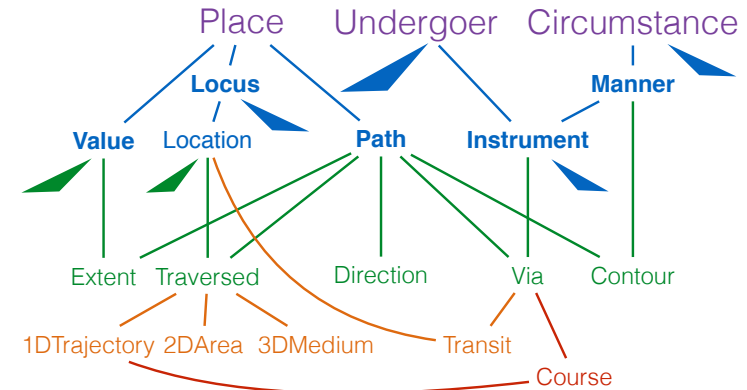 Place Undergoer Circumstance
Locus Manner
Value Location Path Instrument
Extent Traversed Direction Via Contour
1DTrajectory 2DArea 3DMedium Transit
Course